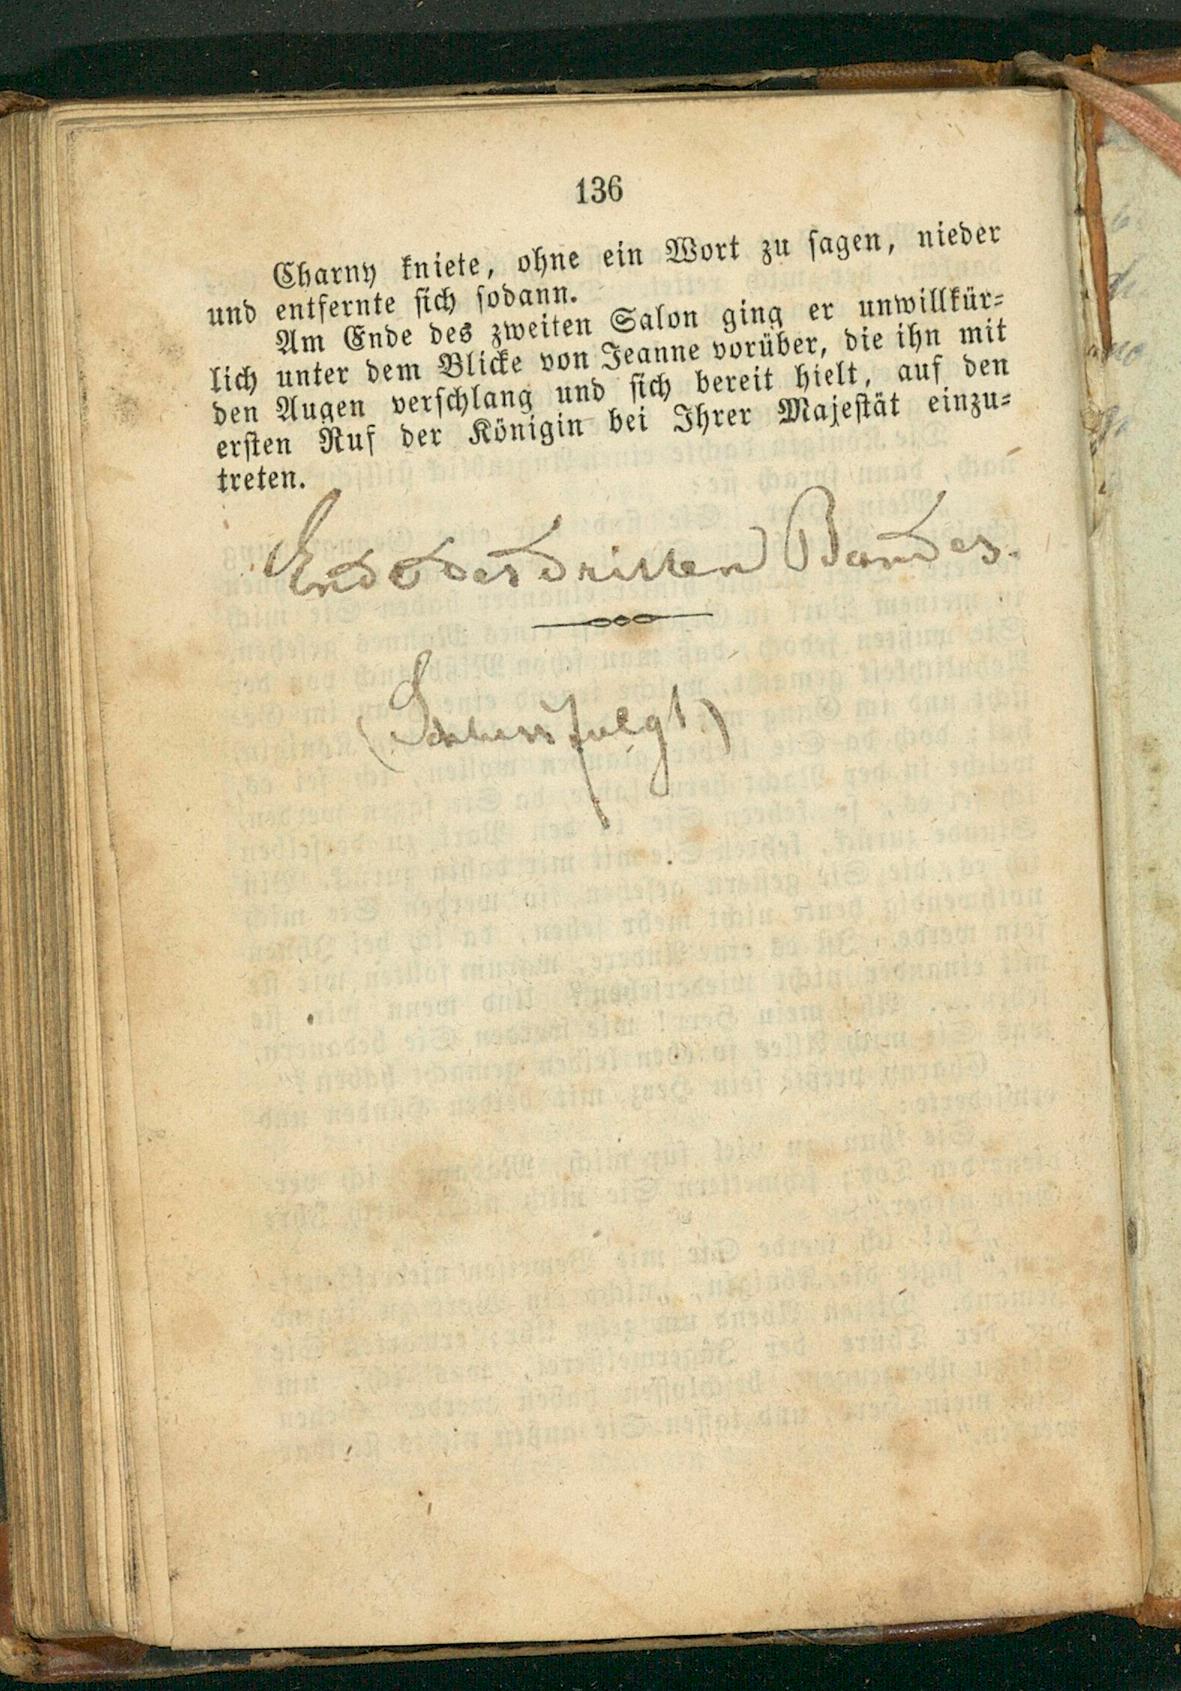 136
Charny kniete, ohne ein Wort zu sagen, nieder
und entfernte sich sodann.
Am Ende des zweiten Salon ging er unwillkür-
lich unter dem Blicke von Jeanne vorüber, die ihn mit
den Augen verschlang und sich bereit hielt, auf den
ersten Ruf der Königin bei Ihrer Majestät einzu-
treten.
Ende des dritten Bandes.
(Schluss folgt)